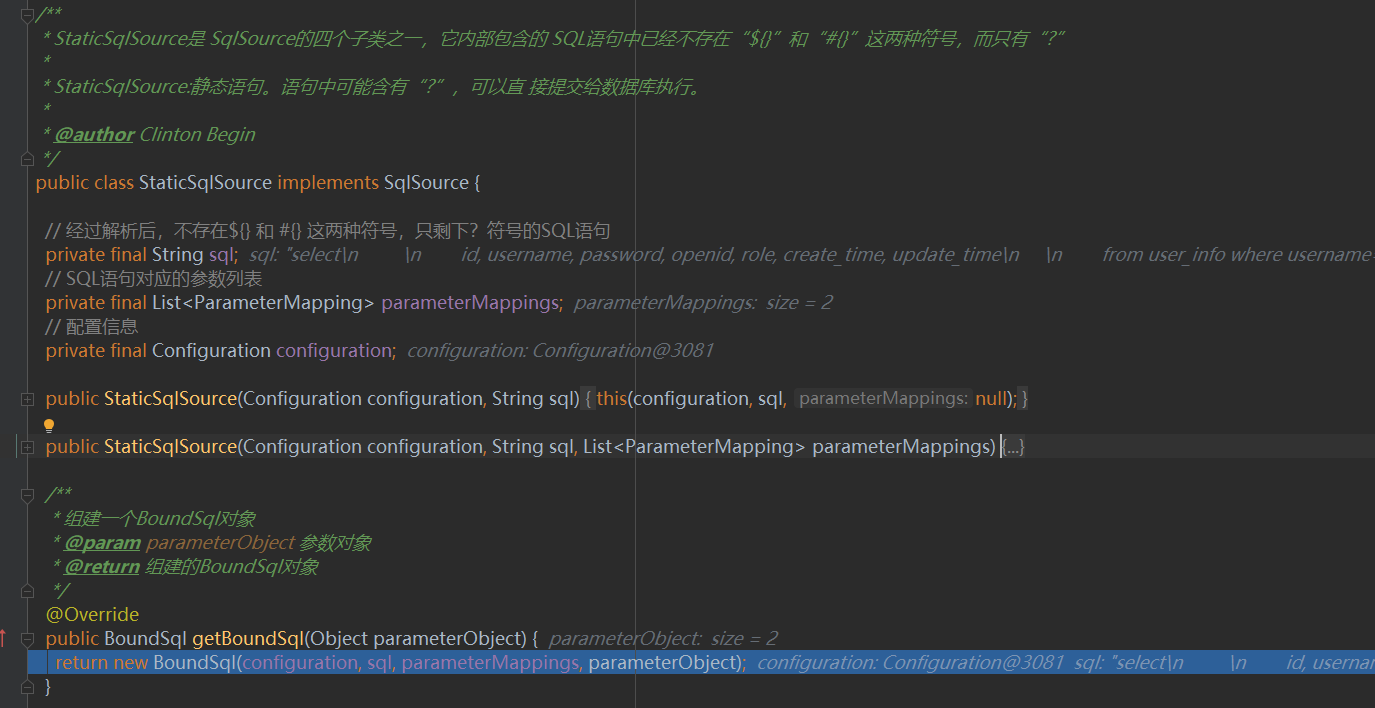 /**
* StaticSqlSource是 SqlSource的四个子类之一，它内部包含的 SQL语句中已经不存在“${}”和“#{}”这两种符号，而只有“?”
*
* StaticSqlSource:静态语句。语句中可能含有“?”，可以直 接提交给数据库执行。
*
* @author Clinton Begin
*/
public class StaticSqlSource implements SqlSource {
// 经过解析后，不存在${} 和 #{} 这两种符号，只剩下？符号的SQL语句
private final String sql; sql: "select\n \n id, username, password, openid, role, create_time, update_time\n \n from user_info where username
// SQL语句对应的参数列表
private final List<ParameterMapping> parameterMappings; parameterMappings: size = 2
// 配置信息
private final Configuration configuration; configuration: Configuration@3081
public StaticSqlSource(Configuration configuration, String sql) { this(configuration, sql, parameterMappings: null); }
public StaticSqlSource(Configuration configuration, String sql, List<ParameterMapping> parameterMappings) {...}
/**
* 组建一个BoundSql对象
* @param parameterObject 参数对象
* @return 组建的BoundSql对象
*/
@Override
public BoundSql getBoundSql(Object parameterObject) { parameterObject: size = 2
return new BoundSql(configuration, sql, parameterMappings, parameterObject); configuration: Configuration@3081 sql: "select\n \n id, usernar
}